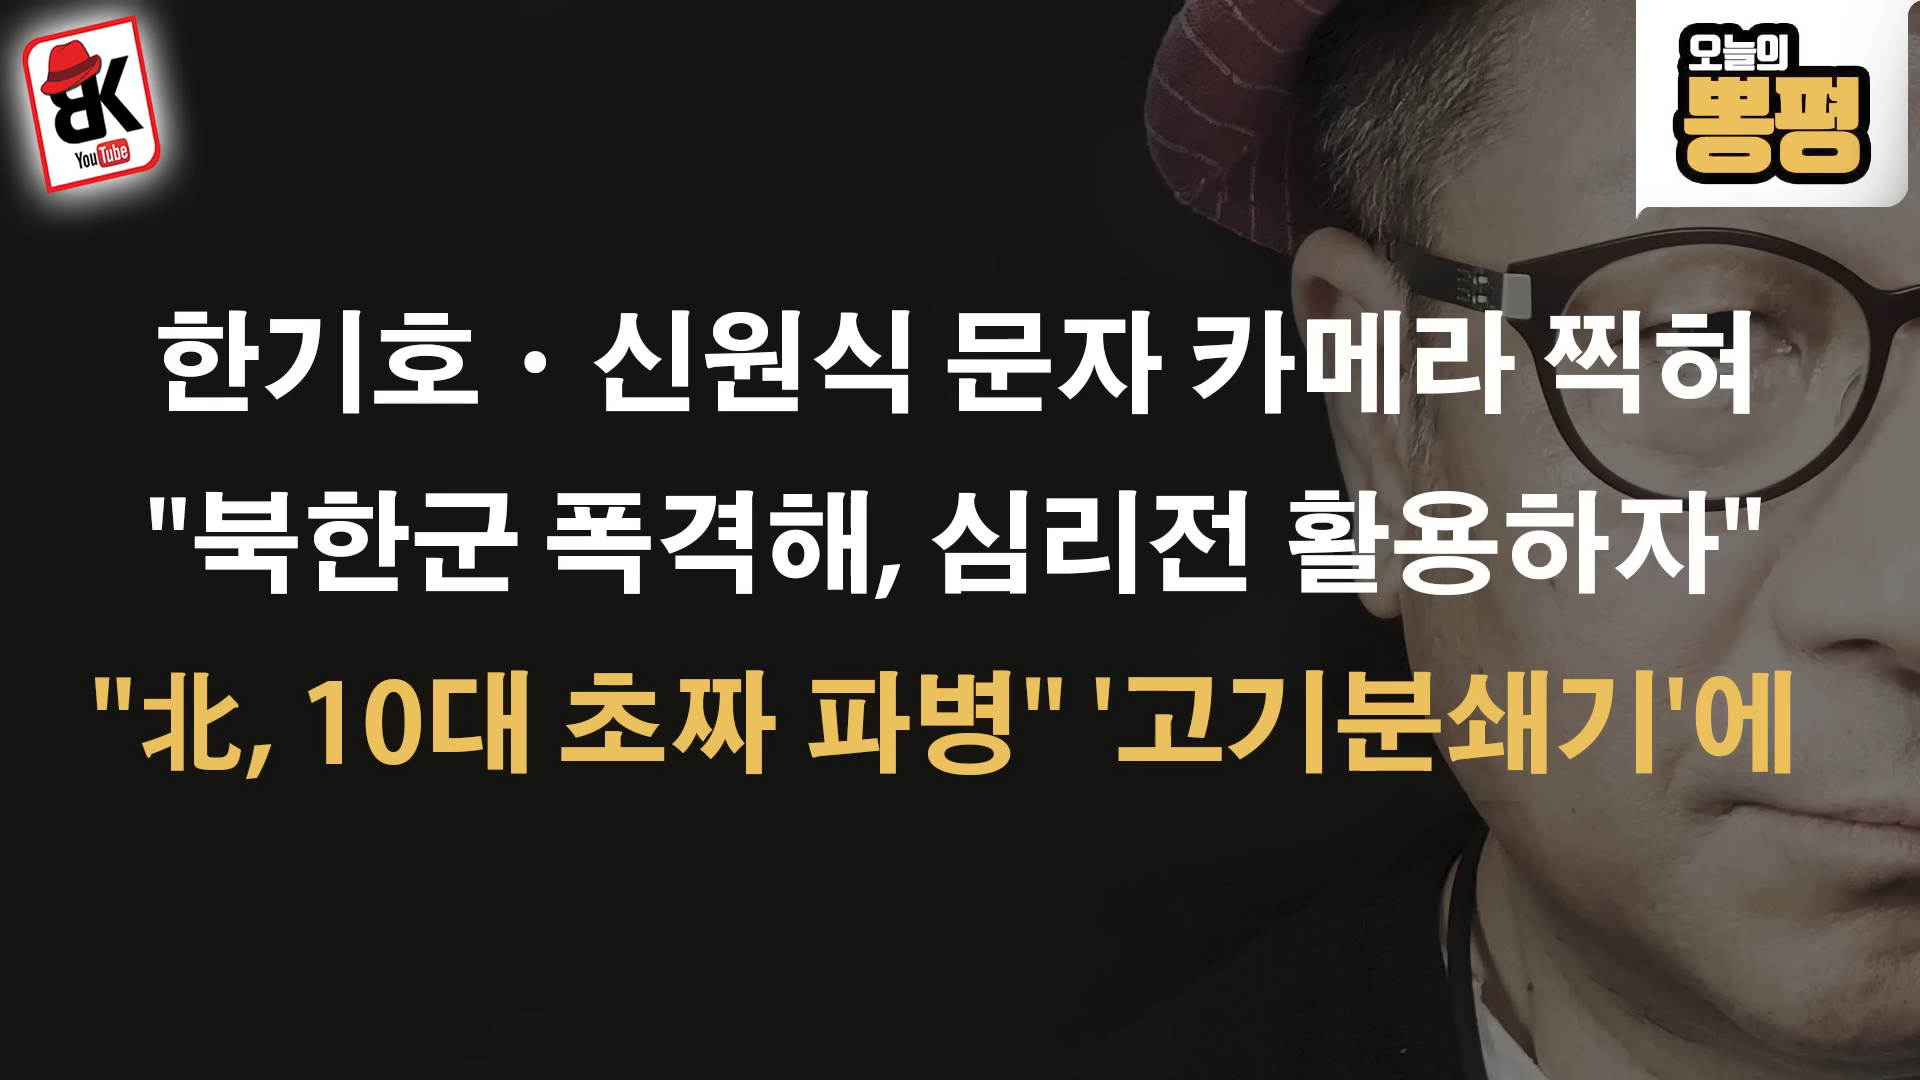 BK
YouTube
오늘의
뽕평
한기호·신원식 문자 카메라 찍혀
"북한군 폭격해, 심리전 활용하자"
"北, 10대 초짜 파병" '고기분쇄기'에